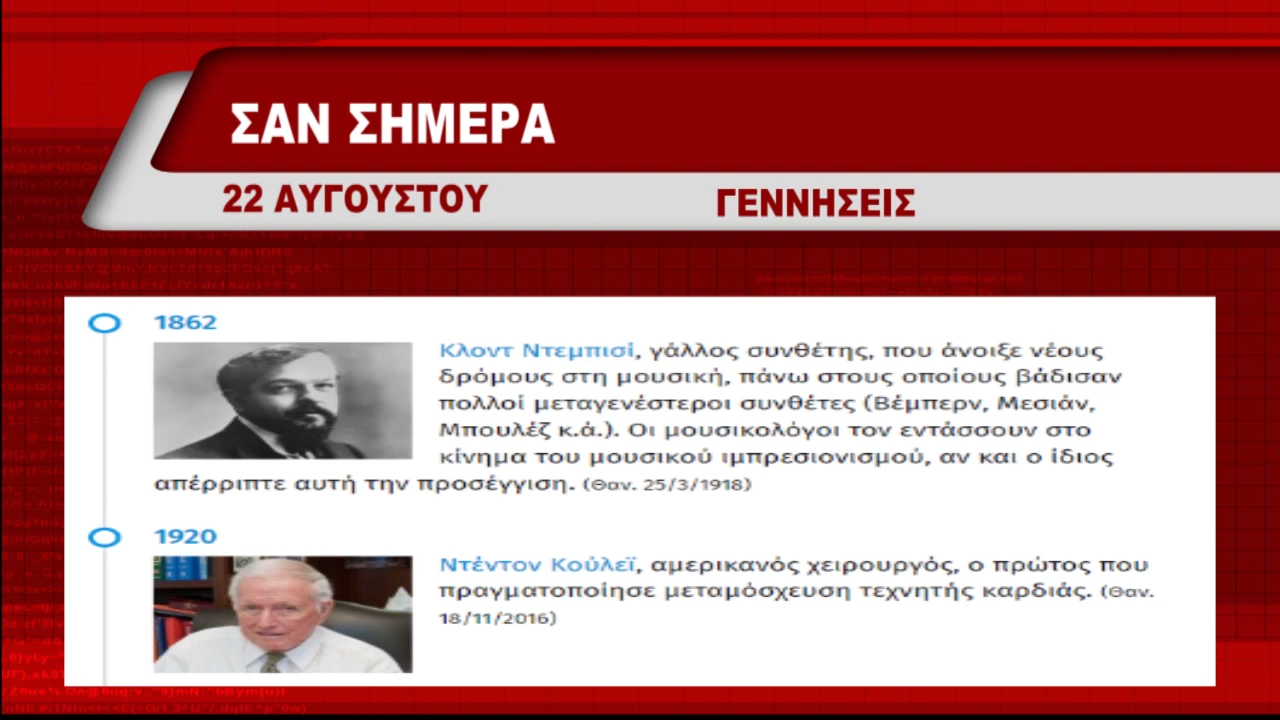 ΣΑΝ ΣΗΜΕΡΑ
22 ΑΥΓΟΥΣΤΟΥ
ΓΕΝΝΗΣΕΙΣ
1862
Κλοντ Ντεμπισί, γάλλος συνθέτης, που άνοιξε νέους
δρόμους στη μουσική, πάνω στους οποίους βάδισαν
πολλοί μεταγενέστεροι συνθέτες (Βέμπερν, Μεσιάν,
Μπουλέζ κ.ά.). Οι μουσικολόγοι τον εντάσσουν στο
κίνημα του μουσικού ιμπρεσιονισμού, αν και ο ίδιος
απέρριπτε αυτή την προσέγγιση. (Θαν. 25/3/1918)
1920
Ντέντον Κούλεϊ, αμερικανός χειρουργός, ο πρώτος που
πραγματοποίησε μεταμόσχευση τεχνητής καρδιάς. (Θαν.
18/11/2016)